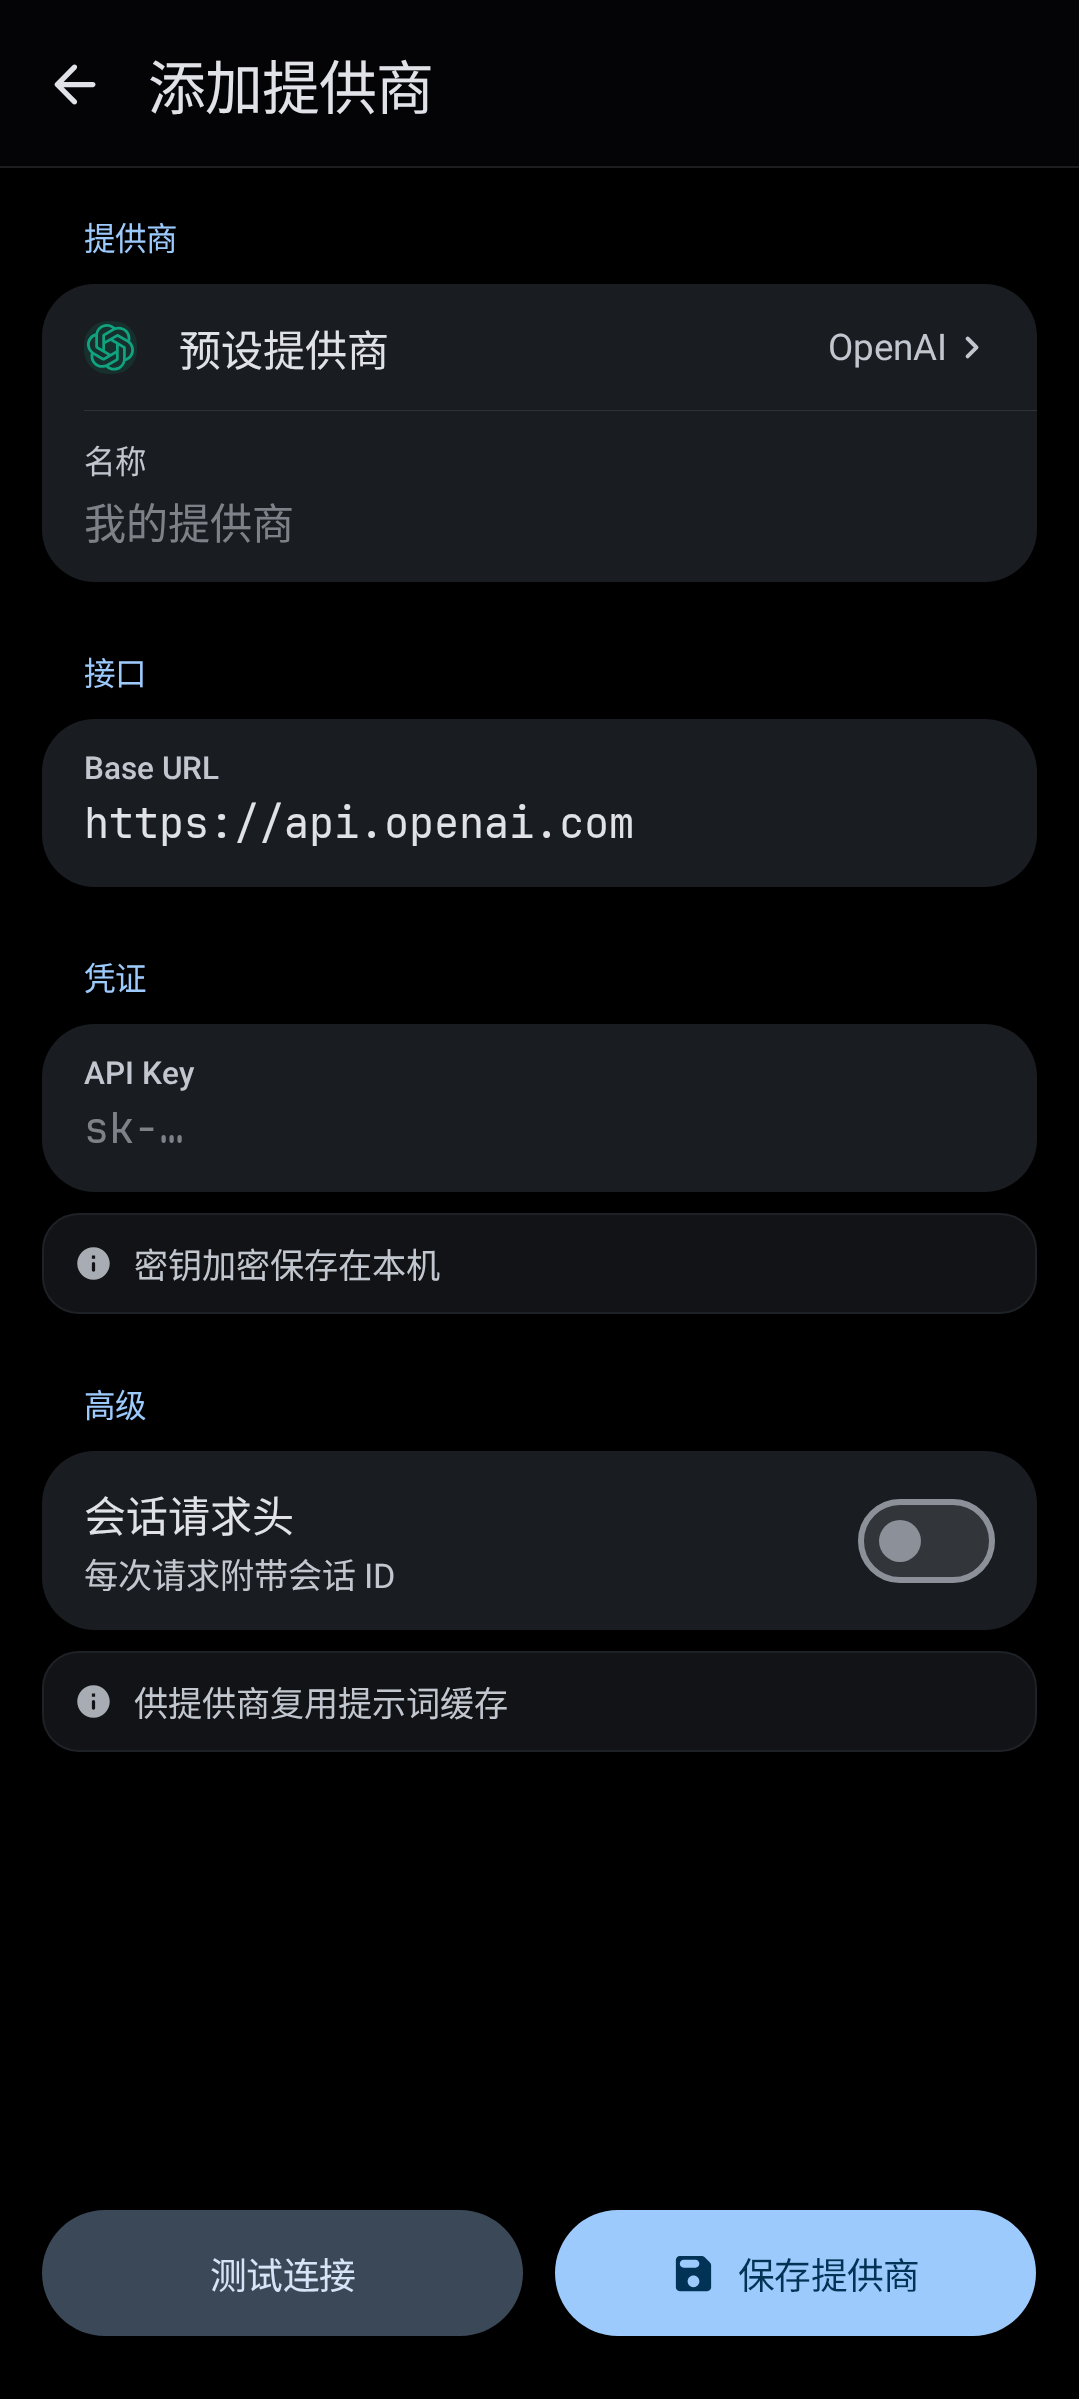 添加提供商
提供商
预设提供商
OpenAI
名称
我的提供商
接口
Base URL
https://api.openai.com
凭证
API Key
sk-…
密钥加密保存在本机
高级
会话请求头
每次请求附带会话 ID
供提供商复用提示词缓存
测试连接
保存提供商